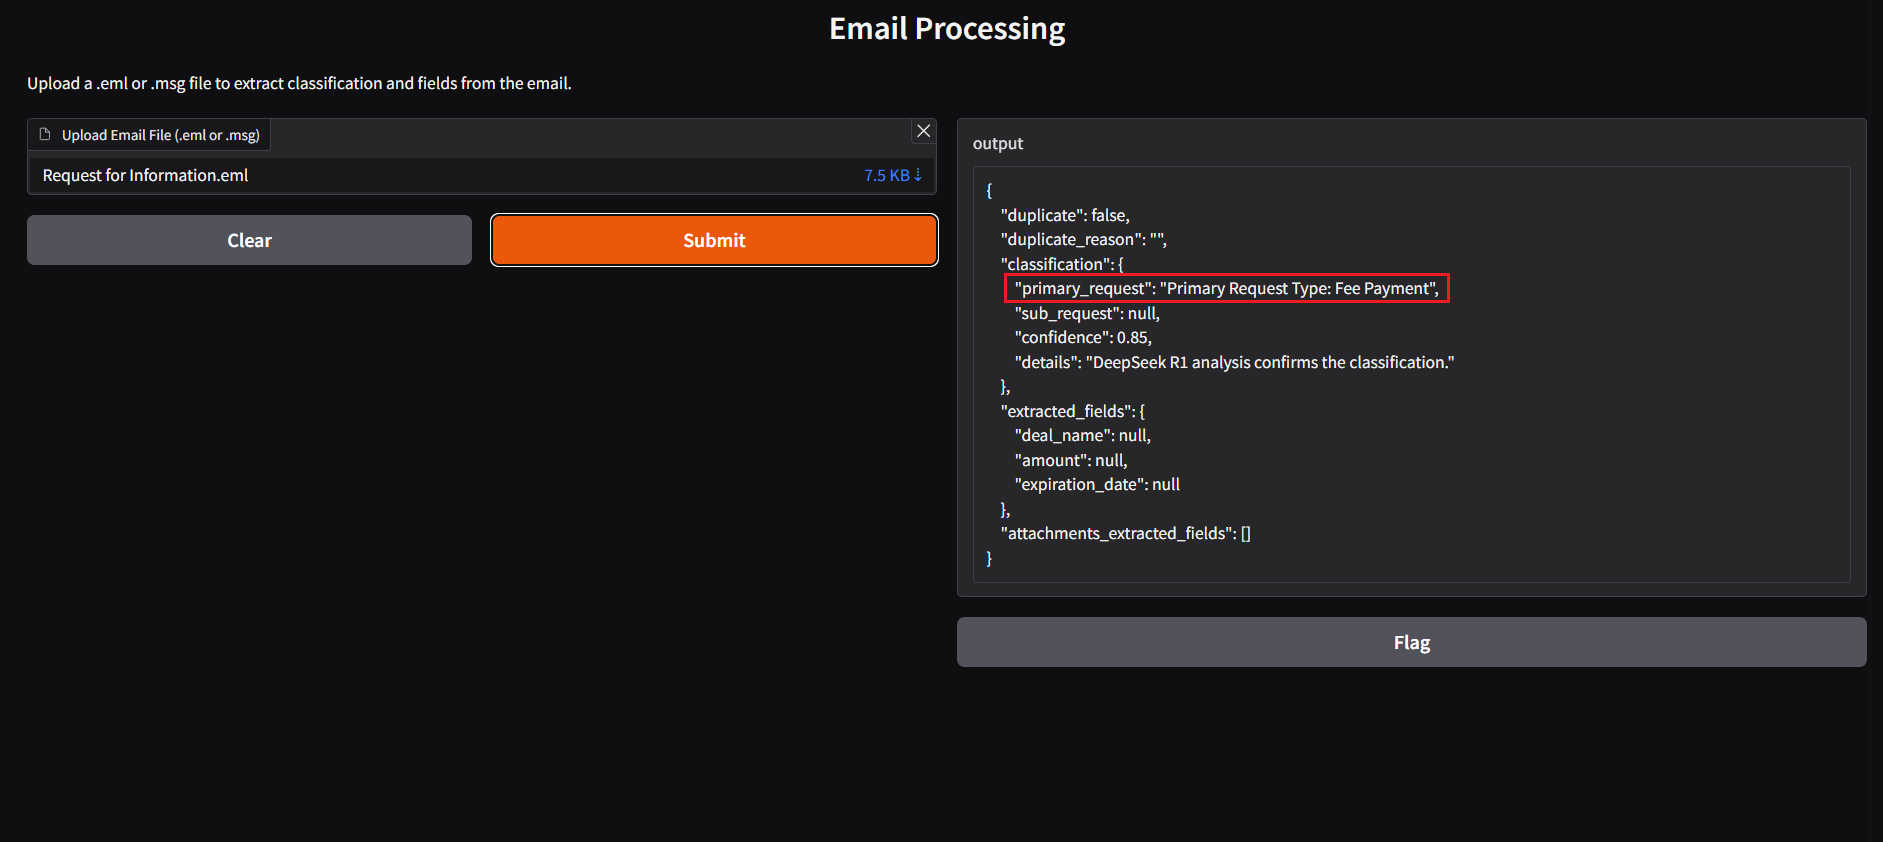 Email Processing
Upload a .eml or .msg file to extract classification and fields from the email.
Upload Email File (.eml or .msg)
Request for Information.eml
7.5 KB ⇣
Clear
Submit
output
{
"duplicate": false,
"duplicate_reason": "",
"classification": {
"primary_request": "Primary Request Type: Fee Payment",
"sub_request": null,
"confidence": 0.85,
"details": "DeepSeek R1 analysis confirms the classification."
},
"extracted_fields": {
"deal_name": null,
"amount": null,
"expiration_date": null
},
"attachments_extracted_fields": []
}
Flag